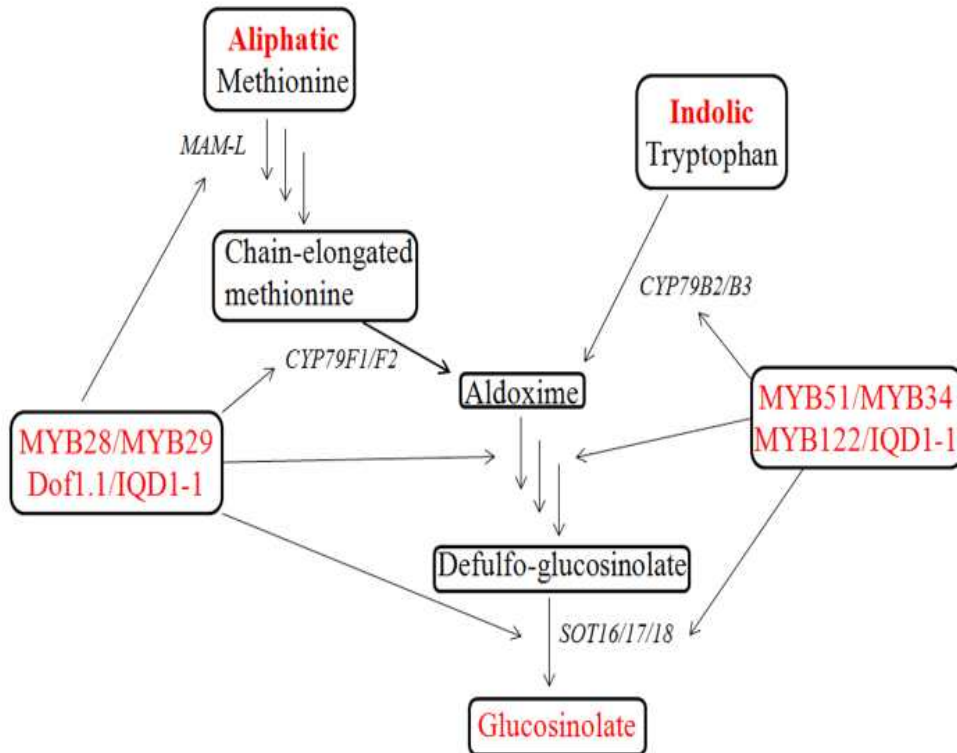 Aliphatic
Methionine
Indolic
Tryptophan
MAM-L
Chain-elongated
methionine
CYP79B2/B3
CYP79F1/F2
Aldoxime
MYB51/MYB34
MYB122/IQD1-1
MYB28/MYB29
Dof1.1/IQD1-1
Defulfo-glucosinolate
SOT16/17/18
Glucosinolate